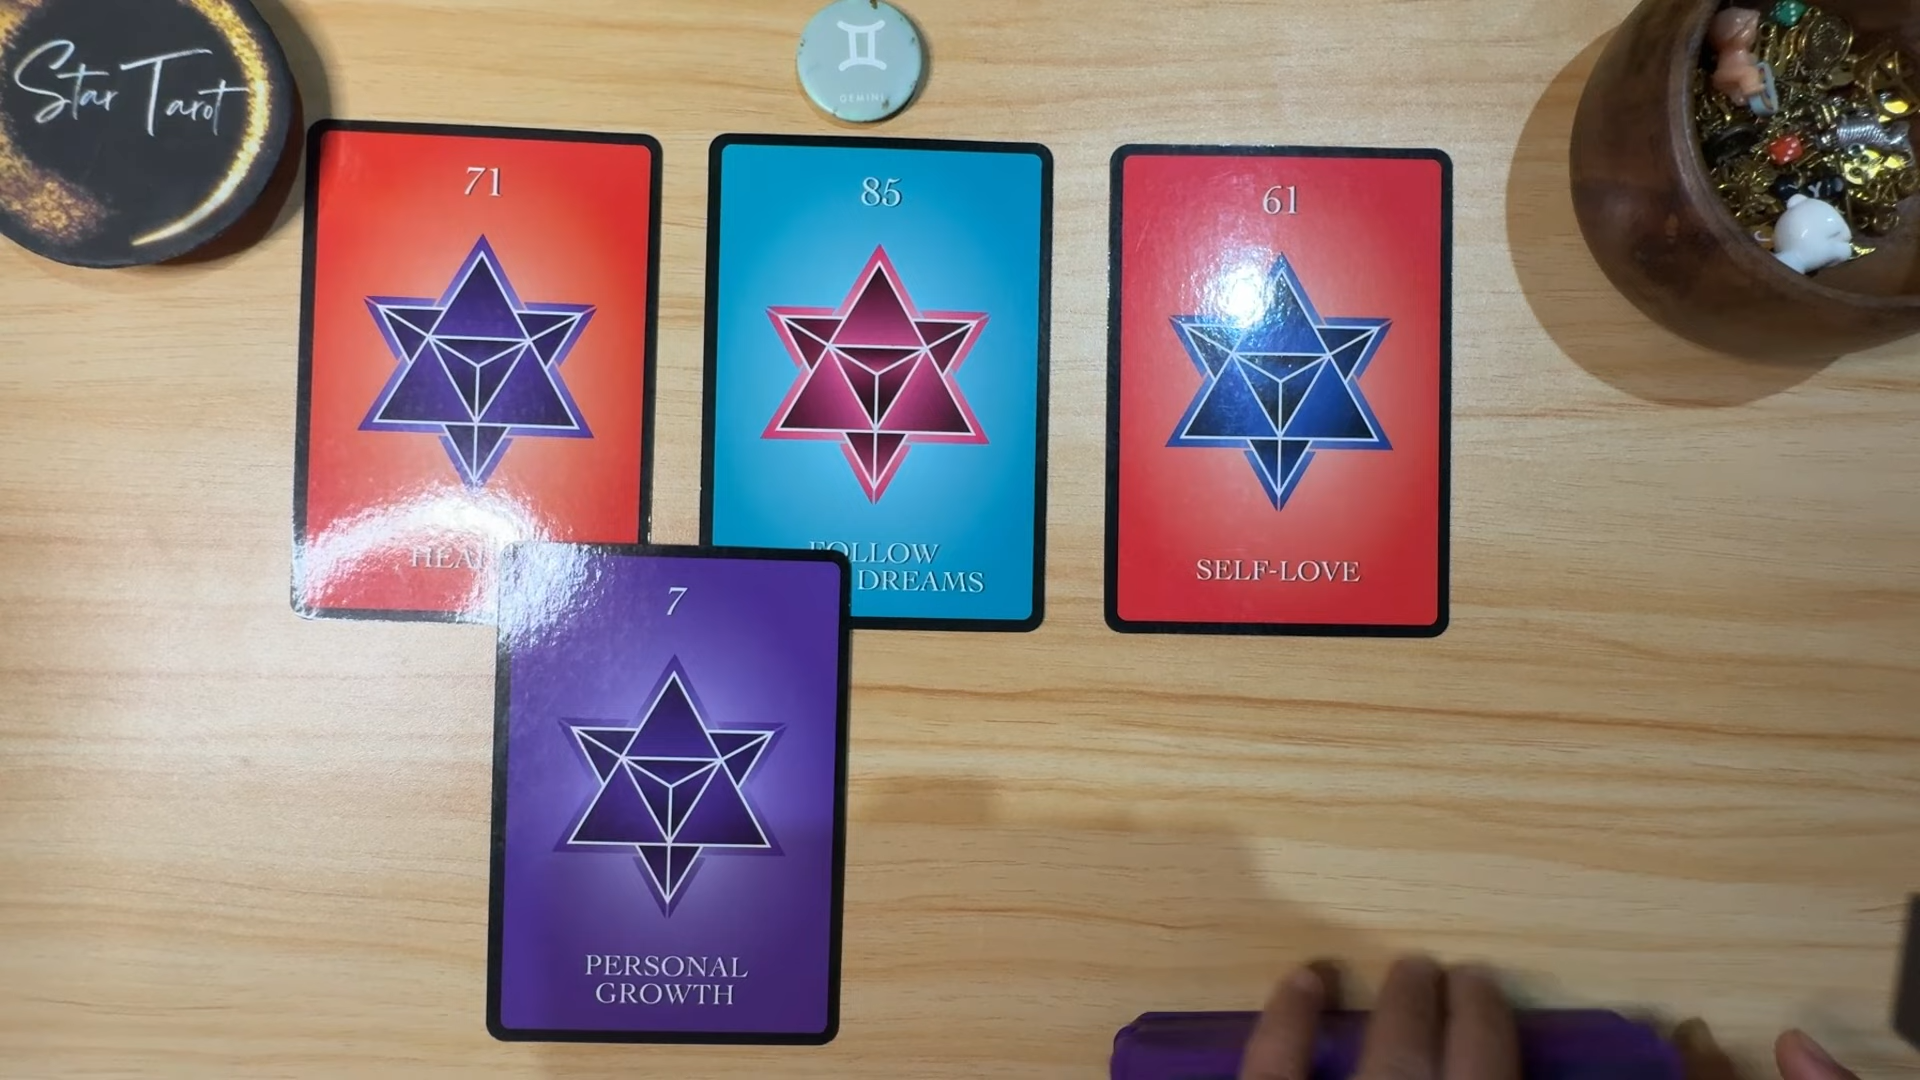 Star Tarot
GEMINI
71
85
61
FOLLOW
DREAMS
SELF-LOVE
7
PERSONAL
GROWTH